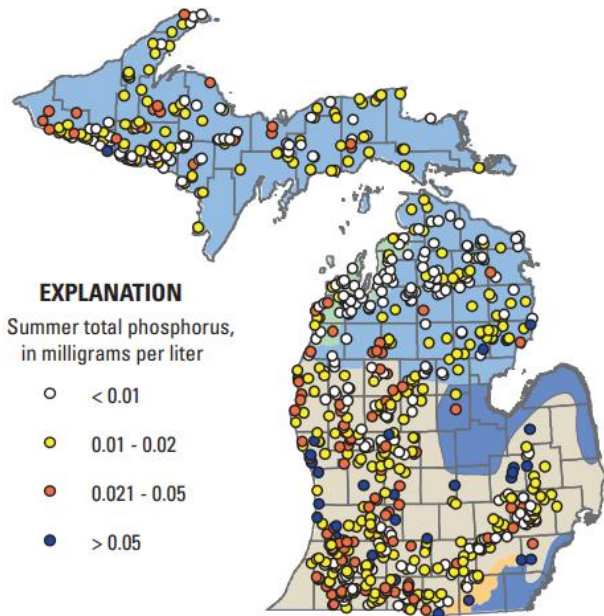 EXPLANATION
Summer total phosphorus,
in milligrams per liter
< 0.01
0.01 - 0.02
0.021 - 0.05
> 0.05